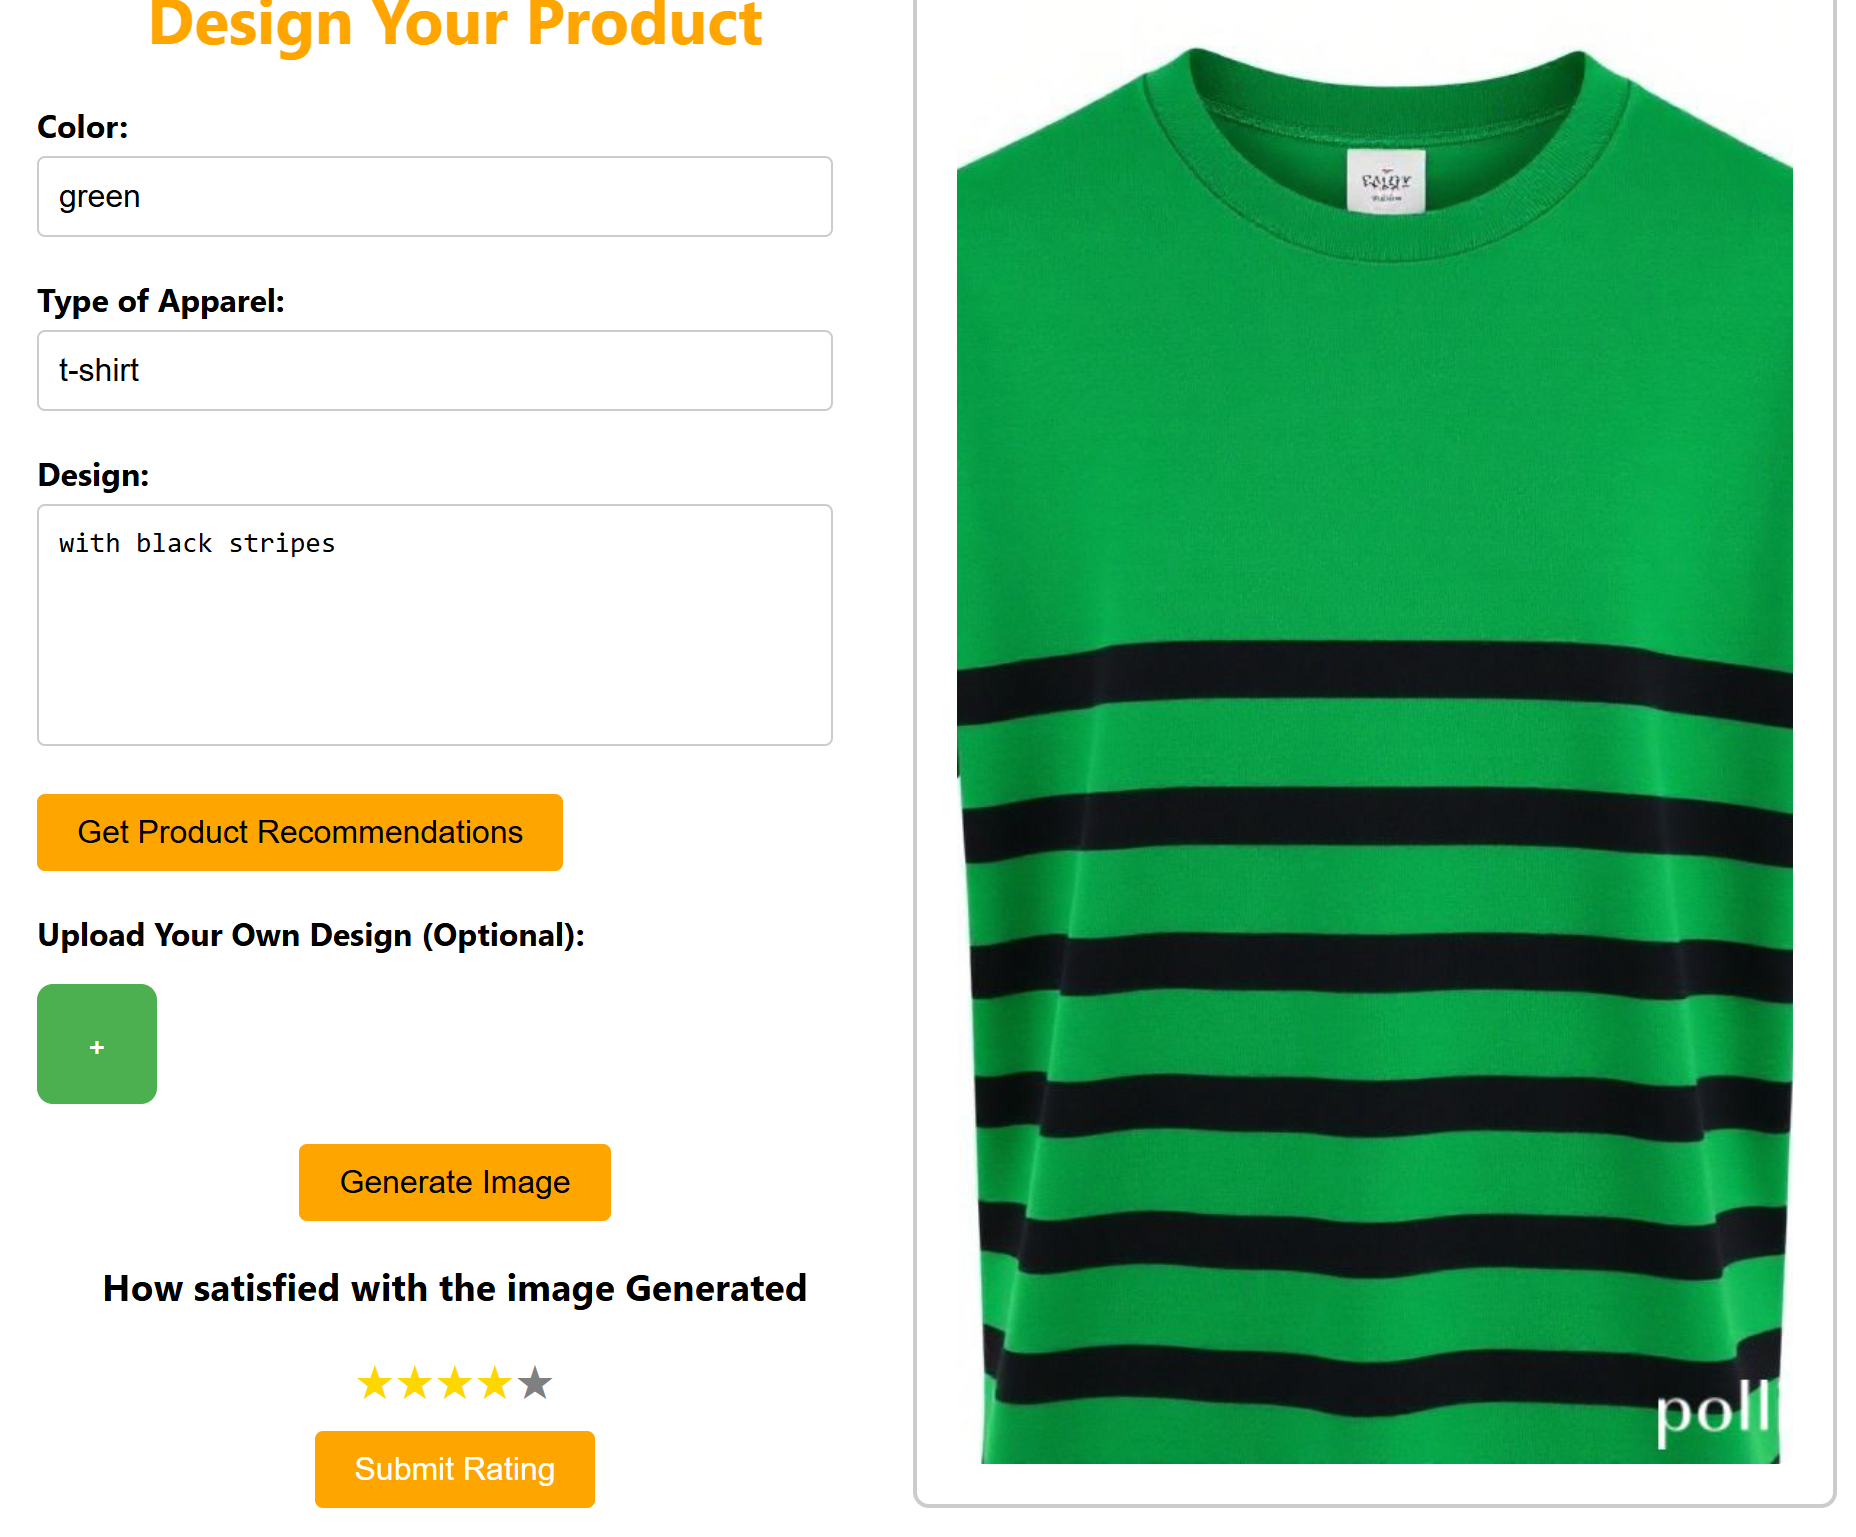 Design Your Product
Color:
green
Type of Apparel:
t-shirt
Design:
with black stripes
Get Product Recommendations
Upload Your Own Design (Optional):
+
Generate Image
How satisfied with the image Generated
Submit Rating
poll